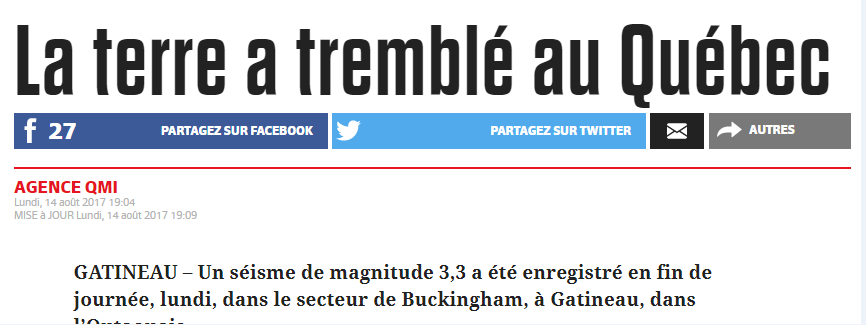 La terre a tremblé au Québec
f 27 PARTAGEZ SUR FACEBOOK PARTAGEZ SUR TWITTER AUTRES
AGENCE QMI
Lundi, 14 août 2017 19:04
MISE à JOUR Lundi, 14 août 2017 19:09
GATINEAU – Un séisme de magnitude 3,3 a été enregistré en fin de
journée, lundi, dans le secteur de Buckingham, à Gatineau, dans